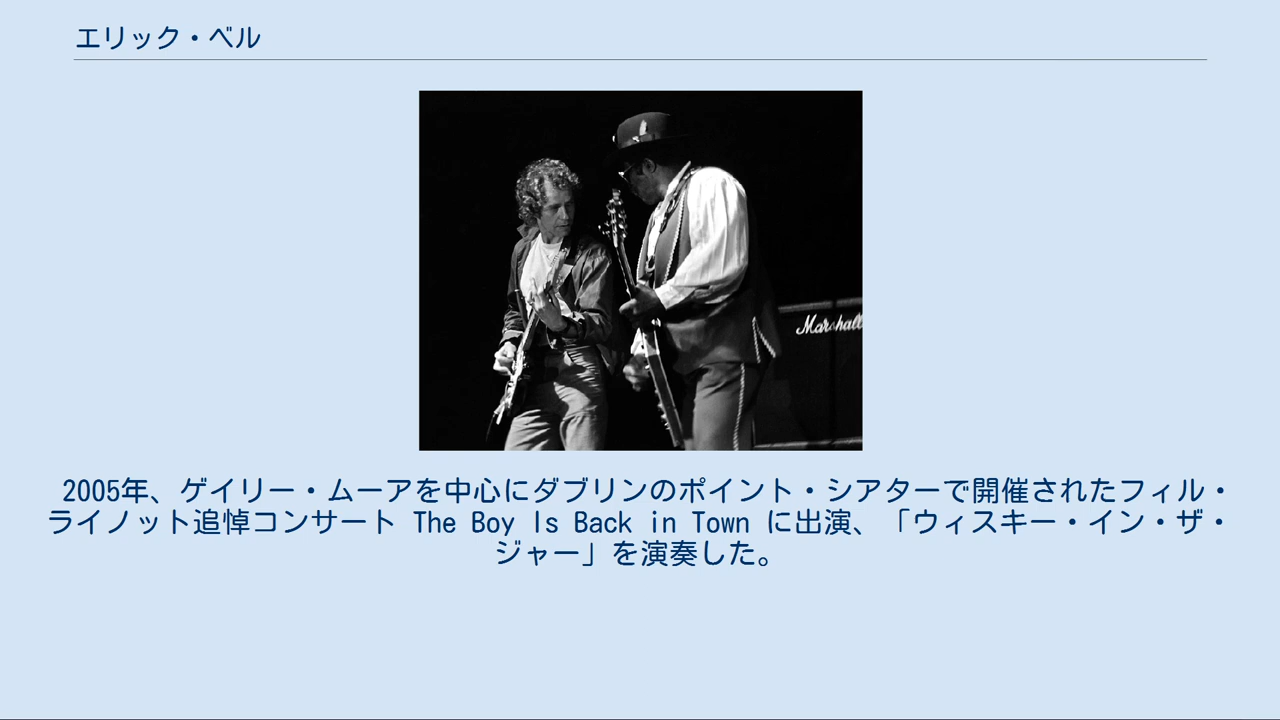 エリック・ベル
Marshall
2005年、ゲイリー・ムーアを中心にダブリンのポイント・シアターで開催されたフィル・
ライノット追悼コンサート The Boy Is Back in Town に出演、「ウィスキー・イン・ザ・
ジャー」を演奏した。